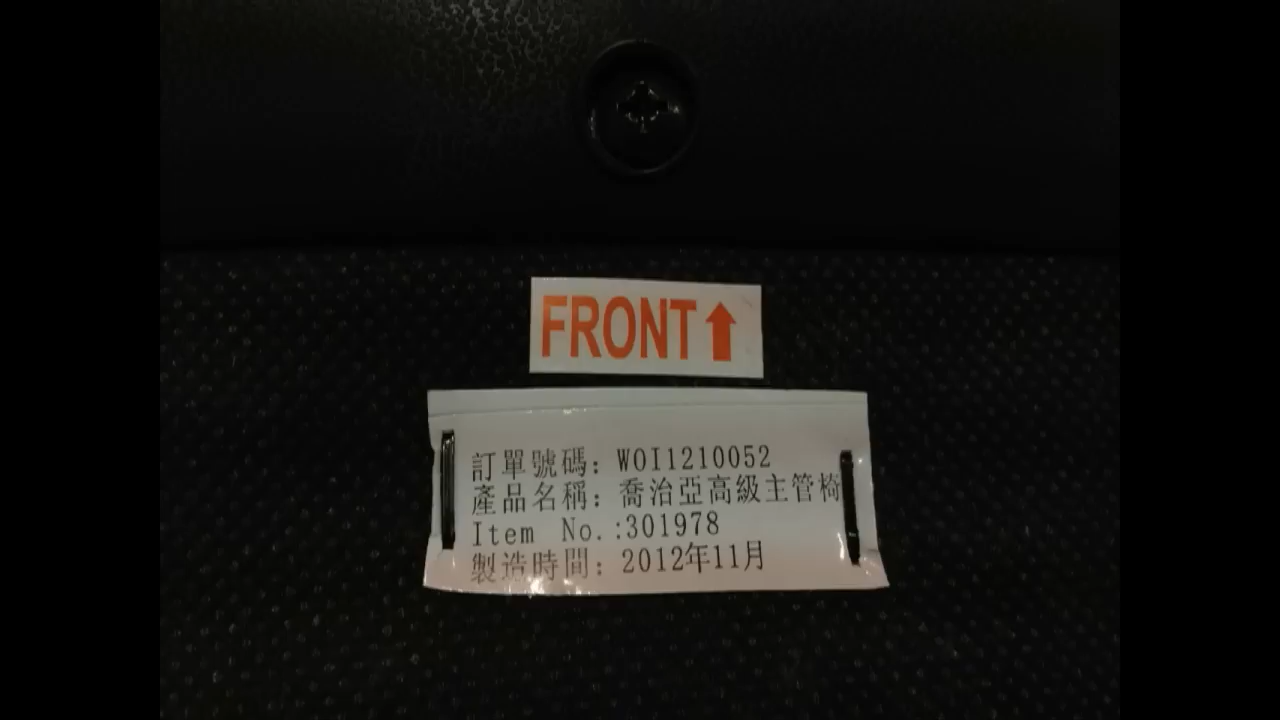 FRONT
訂單號碼: WOI1210052
產品名稱: 喬治亞高級主管椅
Item No.:301978
製造時間: 2012年11月